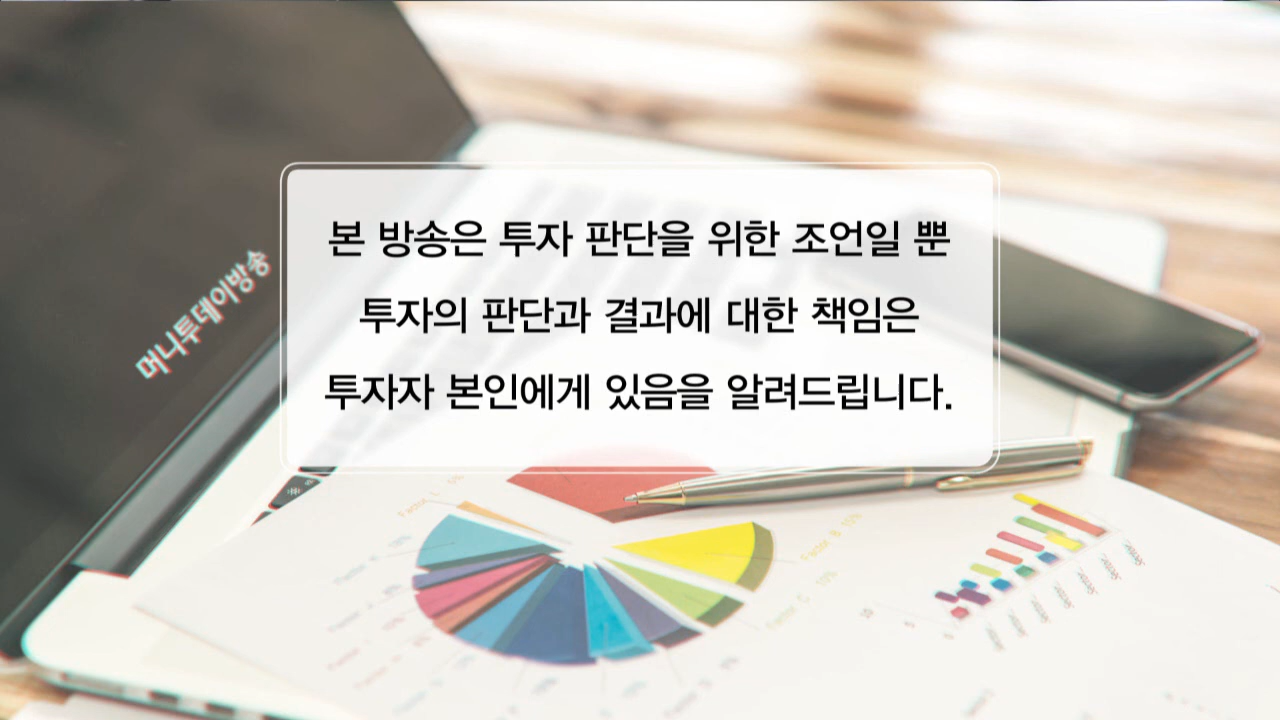 본 방송은 투자 판단을 위한 조언일 뿐
투자의 판단과 결과에 대한 책임은
투자자 본인에게 있음을 알려드립니다.
머니투데이방송
Factor B